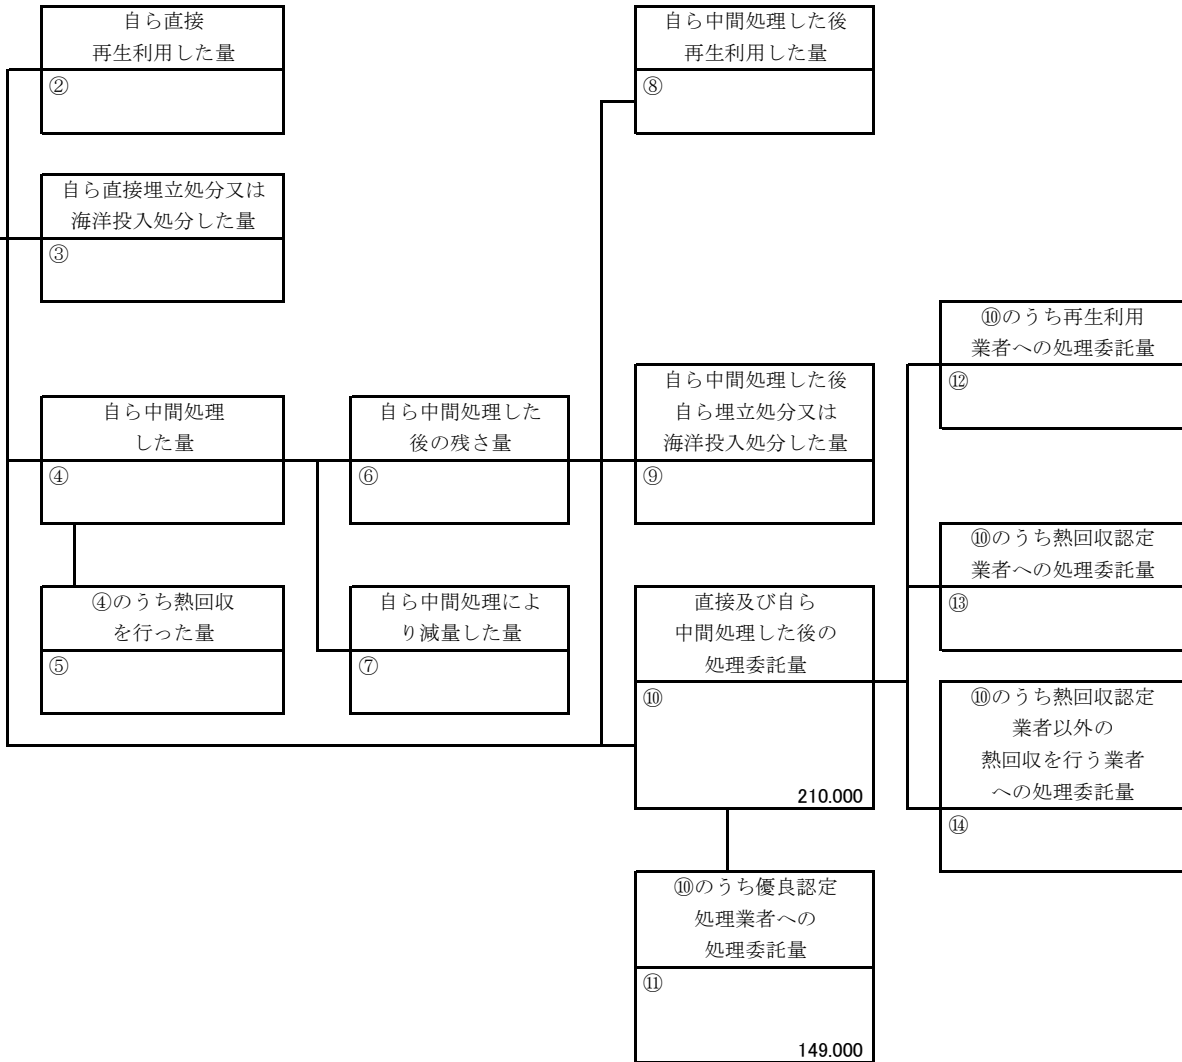 自ら直接
再生利用した量
②
自ら中間処理した後
再生利用した量
⑧
自ら直接埋立処分又は
海洋投入処分した量
③
⑩のうち再生利用
業者への処理委託量
⑫
自ら中間処理
した量
④
自ら中間処理した
後の残さ量
⑥
自ら中間処理した後
自ら埋立処分又は
海洋投入処分した量
⑨
⑩のうち熱回収認定
業者への処理委託量
⑬
④のうち熱回収
を行った量
⑤
自ら中間処理によ
り減量した量
⑦
直接及び自ら
中間処理した後の
処理委託量
⑩
210.000
⑩のうち熱回収認定
業者以外の
熱回収を行う業者
への処理委託量
⑭
⑩のうち優良認定
処理業者への
処理委託量
⑪
149.000